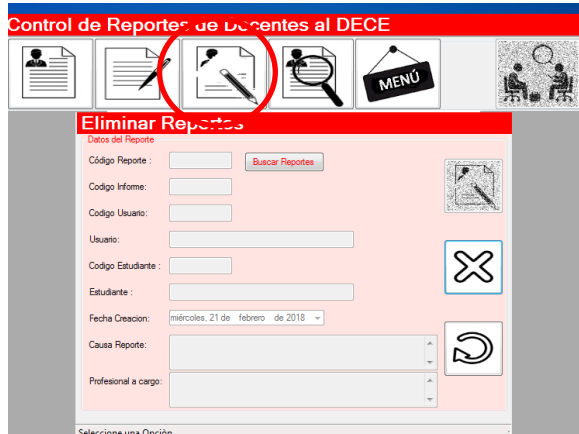 Control de Reportes de Docentes al DECE
MENÚ
Eliminar Reportes
Datos del Reporte
Código Reporte :
Buscar Reportes
Codigo Informe:
Codigo Usuario:
Usuario:
Codigo Estudiante :
Estudiante :
Fecha Creacion: miércoles, 21 de febrero de 2018
Causa Reporte:
Profesional a cargo:
Seleccione una Opción